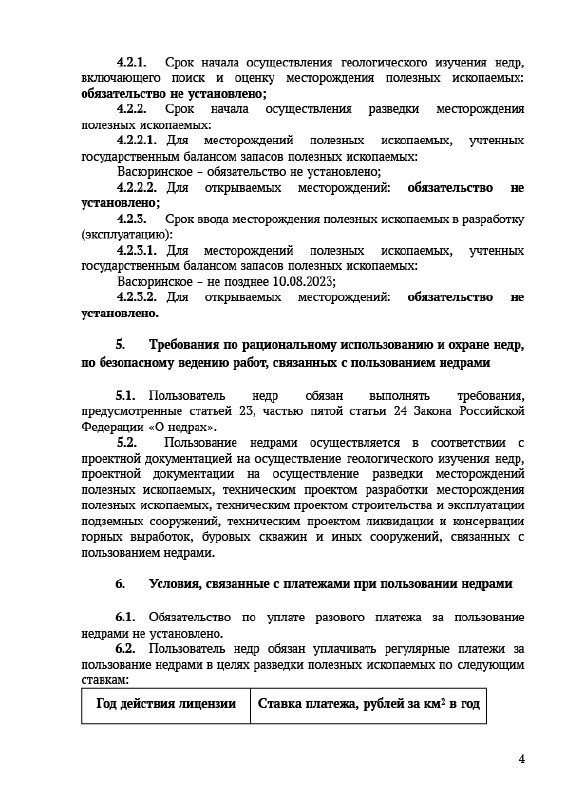 4.2.1. Срок начала осуществления геологического изучения недр,
включающего поиск и оценку месторождения полезных ископаемых:
обязательство не установлено;
4.2.2. Срок начала осуществления разведки месторождения
полезных ископаемых:
4.2.2.1. Для месторождений полезных ископаемых, учтенных
государственным балансом запасов полезных ископаемых:
Васюринское – обязательство не установлено;
4.2.2.2. Для открываемых месторождений: обязательство не
установлено;
4.2.3. Срок ввода месторождения полезных ископаемых в разработку
(эксплуатацию):
4.2.3.1. Для месторождений полезных ископаемых, учтенных
государственным балансом запасов полезных ископаемых:
Васюринское – не позднее 10.08.2023;
4.2.3.2. Для открываемых месторождений: обязательство не
установлено.
5. Требования по рациональному использованию и охране недр,
по безопасному ведению работ, связанных с пользованием недрами
5.1. Пользователь недр обязан выполнять требования,
предусмотренные статьей 23, частью пятой статьи 24 Закона Российской
Федерации «О недрах».
5.2. Пользование недрами осуществляется в соответствии с
проектной документацией на осуществление геологического изучения недр,
проектной документации на осуществление разведки месторождений
полезных ископаемых, техническим проектом разработки месторождения
полезных ископаемых, техническим проектом строительства и эксплуатации
подземных сооружений, техническим проектом ликвидации и консервации
горных выработок, буровых скважин и иных сооружений, связанных с
пользованием недрами.
6. Условия, связанные с платежами при пользовании недрами
6.1. Обязательство по уплате разового платежа за пользование
недрами не установлено.
6.2. Пользователь недр обязан уплачивать регулярные платежи за
пользование недрами в целях разведки полезных ископаемых по следующим
ставкам:
Год действия лицензии Ставка платежа, рублей за км² в год
4